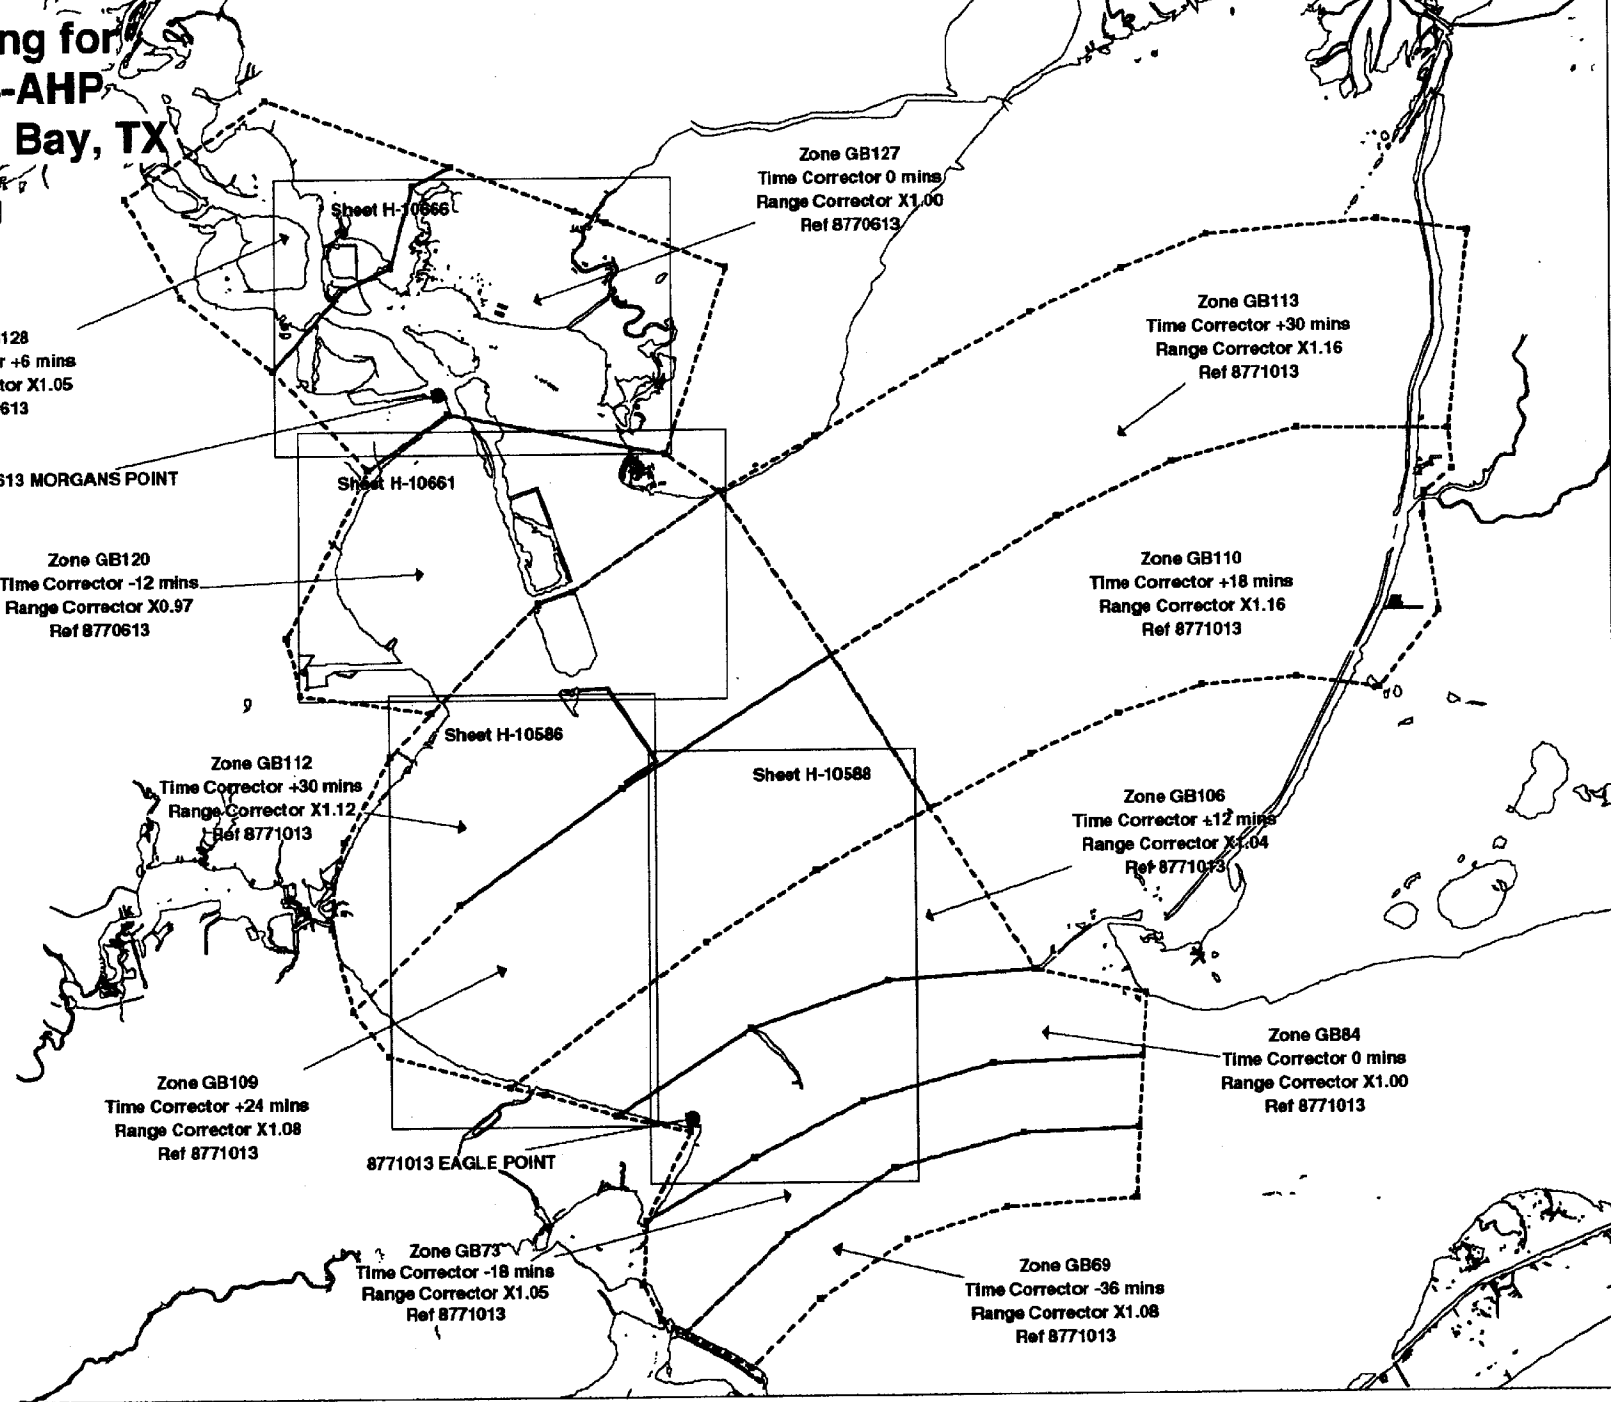 ng for
-AHP
Bay, TX
Sheet H-10666
Zone GB127
Time Corrector 0 mins
Range Corrector X1.00
Ref 8770613
Zone GB113
Time Corrector +30 mins
Range Corrector X1.16
Ref 8771013
128
r +6 mins
tor X1.05
613
613 MORGANS POINT
Sheet H-10661
Zone GB120
Time Corrector -12 mins
Range Corrector X0.97
Ref 8770613
Zone GB110
Time Corrector +18 mins
Range Corrector X1.16
Ref 8771013
Sheet H-10586
Zone GB112
Time Corrector +30 mins
Range Corrector X1.12
Ref 8771013
Sheet H-10588
Zone GB106
Time Corrector +12 mins
Range Corrector X1.04
Ref 8771013
Zone GB84
Time Corrector 0 mins
Range Corrector X1.00
Ref 8771013
Zone GB109
Time Corrector +24 mins
Range Corrector X1.08
Ref 8771013
8771013 EAGLE POINT
Zone GB73
Time Corrector -18 mins
Range Corrector X1.05
Ref 8771013
Zone GB69
Time Corrector -36 mins
Range Corrector X1.08
Ref 8771013